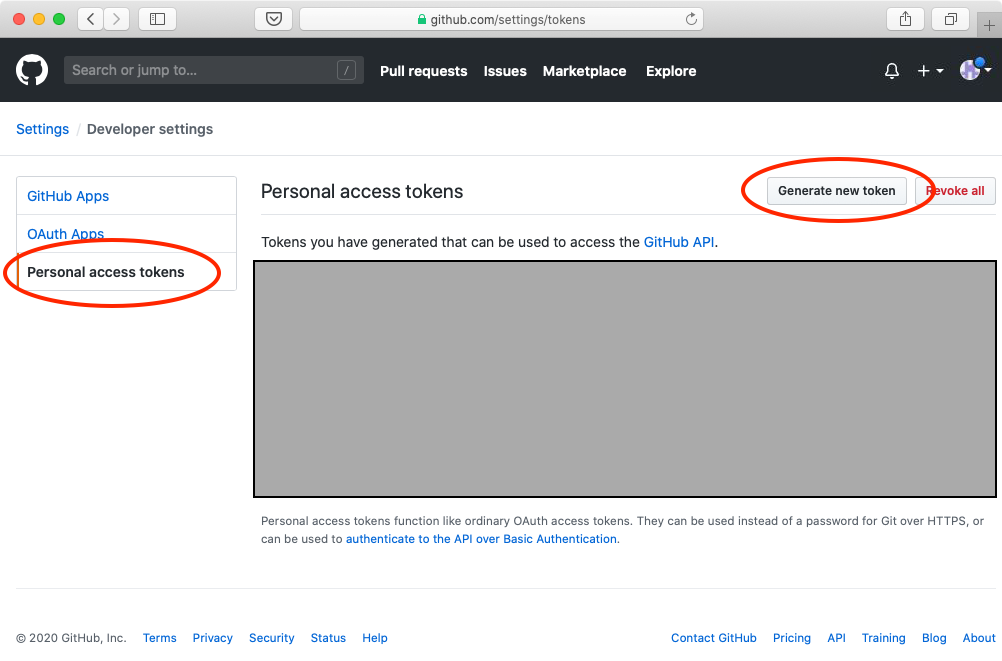 github.com/settings/tokens
Search or jump to... / Pull requests Issues Marketplace Explore
Settings / Developer settings
GitHub Apps
OAuth Apps
Personal access tokens
Personal access tokens Generate new token Revoke all
Tokens you have generated that can be used to access the GitHub API.
Personal access tokens function like ordinary OAuth access tokens. They can be used instead of a password for Git over HTTPS, or
can be used to authenticate to the API over Basic Authentication.
© 2020 GitHub, Inc. Terms Privacy Security Status Help Contact GitHub Pricing API Training Blog About